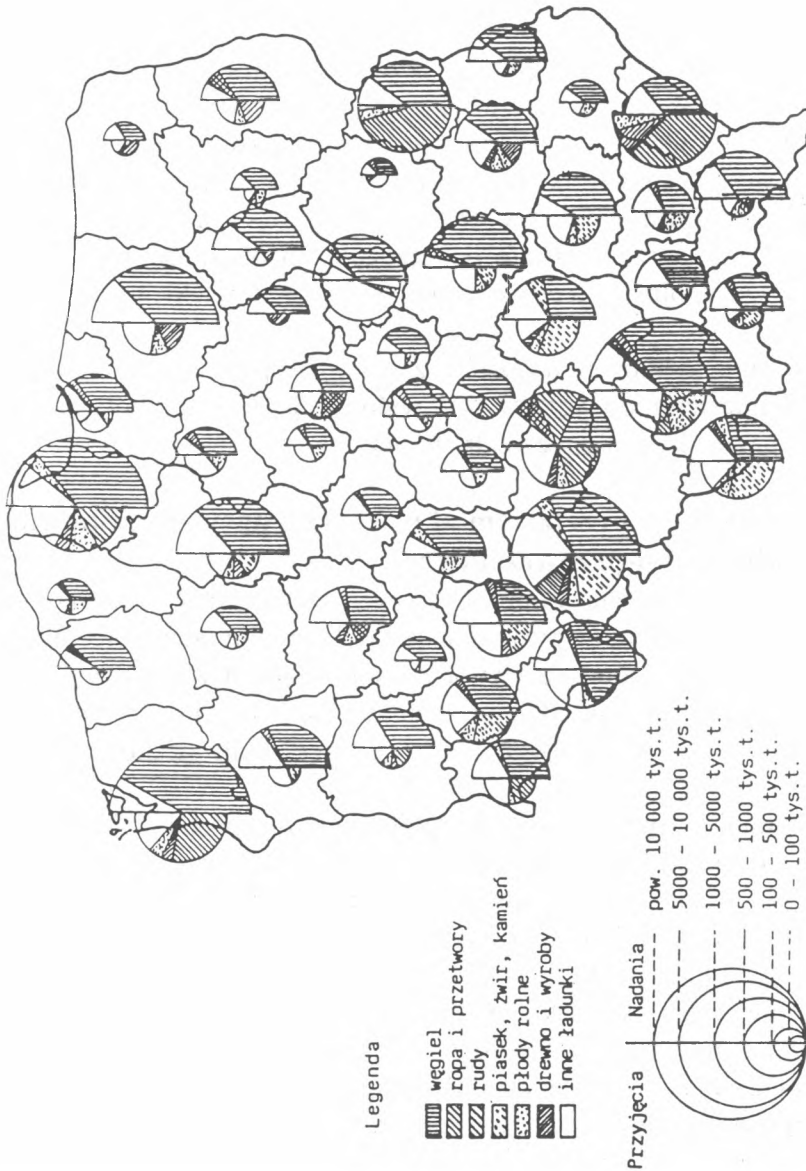 Legenda
węgiel
ropa i przetwory
rudy
piasek, żwir, kamień
płody rolne
drewno i wyroby
inne ładunki
Przyjęcia
Nadania
pow. 10 000 tys.t.
5000 - 10 000 tys.t.
1000 - 5000 tys.t.
500 - 1000 tys.t.
100 - 500 tys.t.
0 - 100 tys.t.